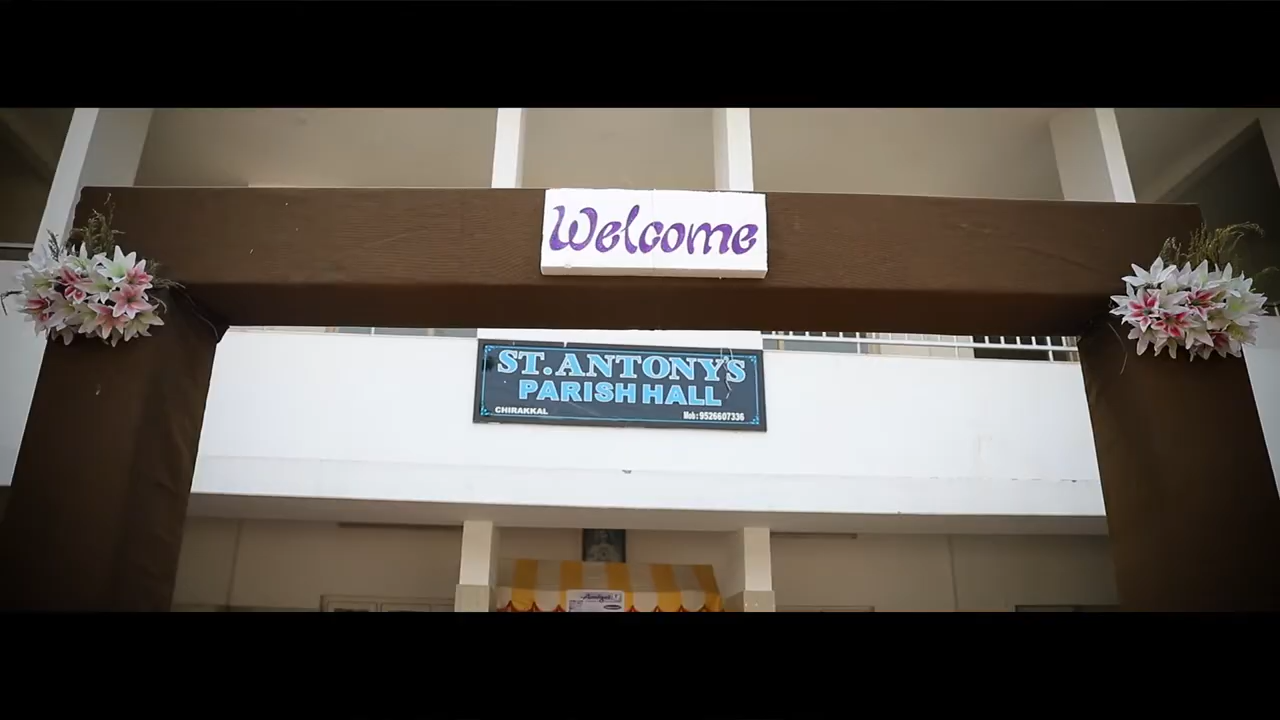 Welcome
ST. ANTONY'S
PARISH HALL
CHIRAKKAL
Mob: 9526607336